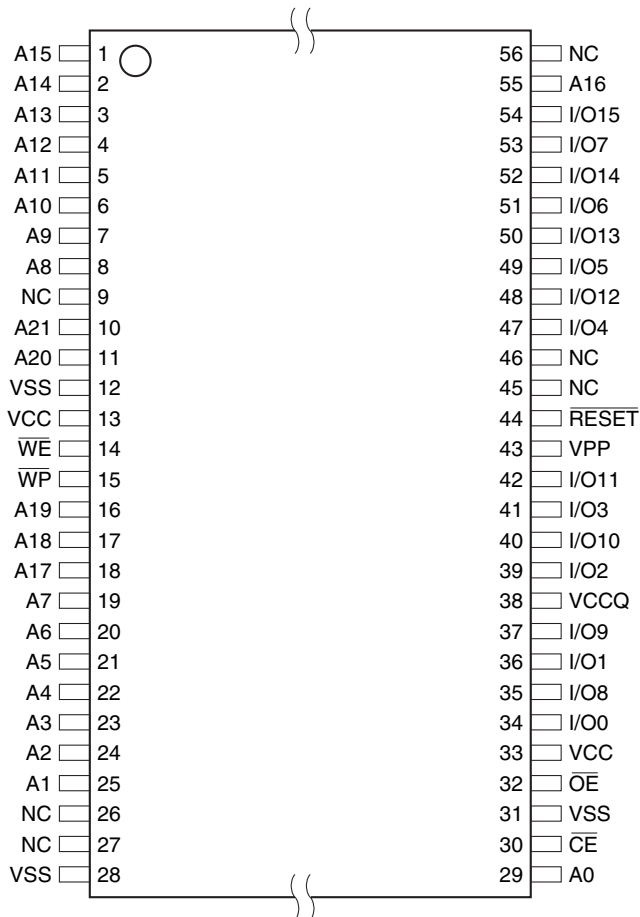 A15 1 56 NC
A14 2 55 A16
A13 3 54 I/O15
A12 4 53 I/O7
A11 5 52 I/O14
A10 6 51 I/O6
A9 7 50 I/O13
A8 8 49 I/O5
NC 9 48 I/O12
A21 10 47 I/O4
A20 11 46 NC
VSS 12 45 NC
VCC 13 44 R̅E̅S̅E̅T̅
W̅E̅ 14 43 VPP
W̅P̅ 15 42 I/O11
A19 16 41 I/O3
A18 17 40 I/O10
A17 18 39 I/O2
A7 19 38 VCCQ
A6 20 37 I/O9
A5 21 36 I/O1
A4 22 35 I/O8
A3 23 34 I/O0
A2 24 33 VCC
A1 25 32 O̅E̅
NC 26 31 VSS
NC 27 30 C̅E̅
VSS 28 29 A0